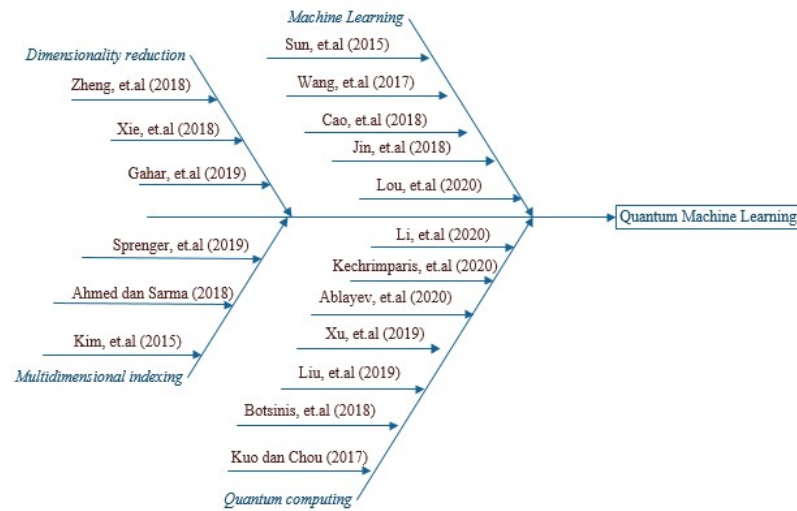 Machine Learning
Sun, et.al (2015)
Wang, et.al (2017)
Cao, et.al (2018)
Jin, et.al (2018)
Lou, et.al (2020)
Dimensionality reduction
Zheng, et.al (2018)
Xie, et.al (2018)
Gahar, et.al (2019)
Quantum Machine Learning
Sprenger, et.al (2019)
Ahmed dan Sarma (2018)
Kim, et.al (2015)
Multidimensional indexing
Li, et.al (2020)
Kechrimparis, et.al (2020)
Ablayev, et.al (2020)
Xu, et.al (2019)
Liu, et.al (2019)
Botsinis, et.al (2018)
Kuo dan Chou (2017)
Quantum computing